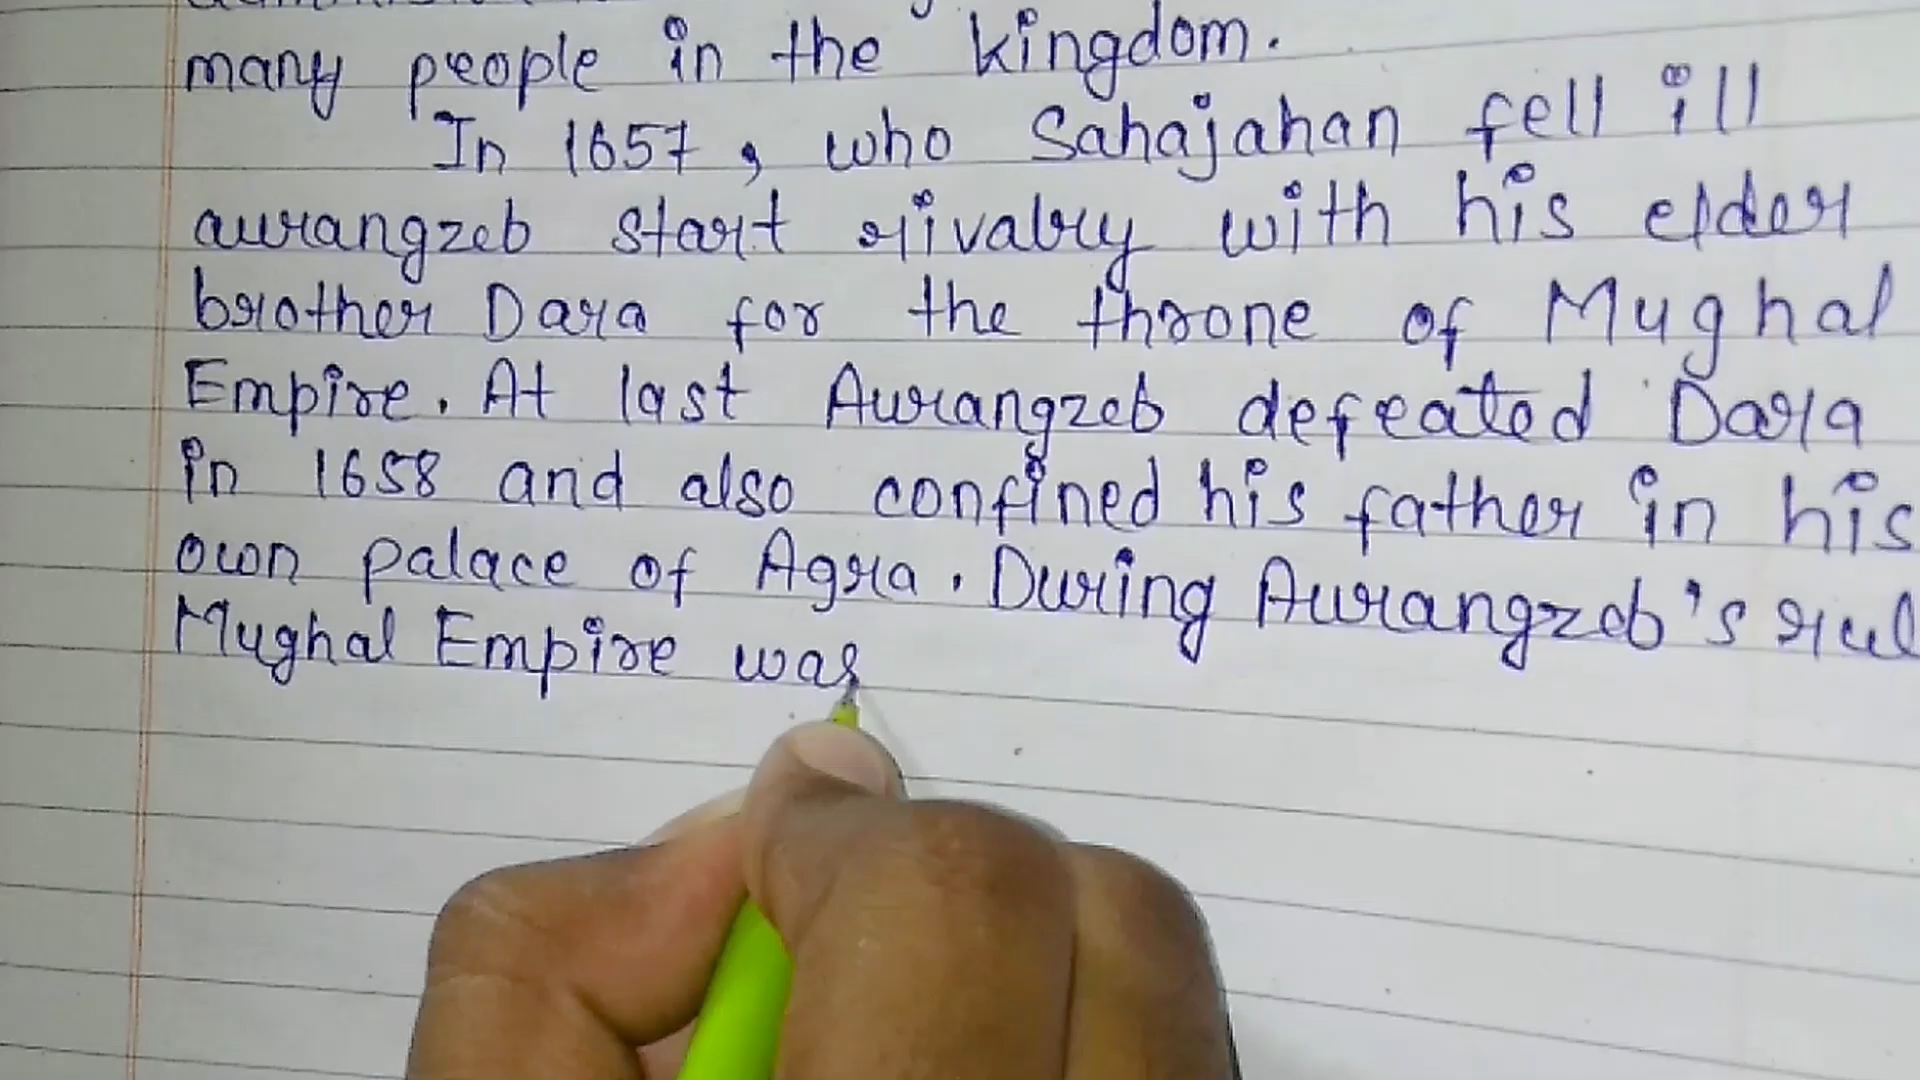 many people in the kingdom.
In 1657, who Sahajahan fell ill
aurangzeb start rivalry with his elder
brother Dara for the throne of Mughal
Empire. At last Aurangzeb defeated Dara
in 1658 and also confined his father in his
own palace of Agra. During Aurangzeb's rul
Mughal Empire was